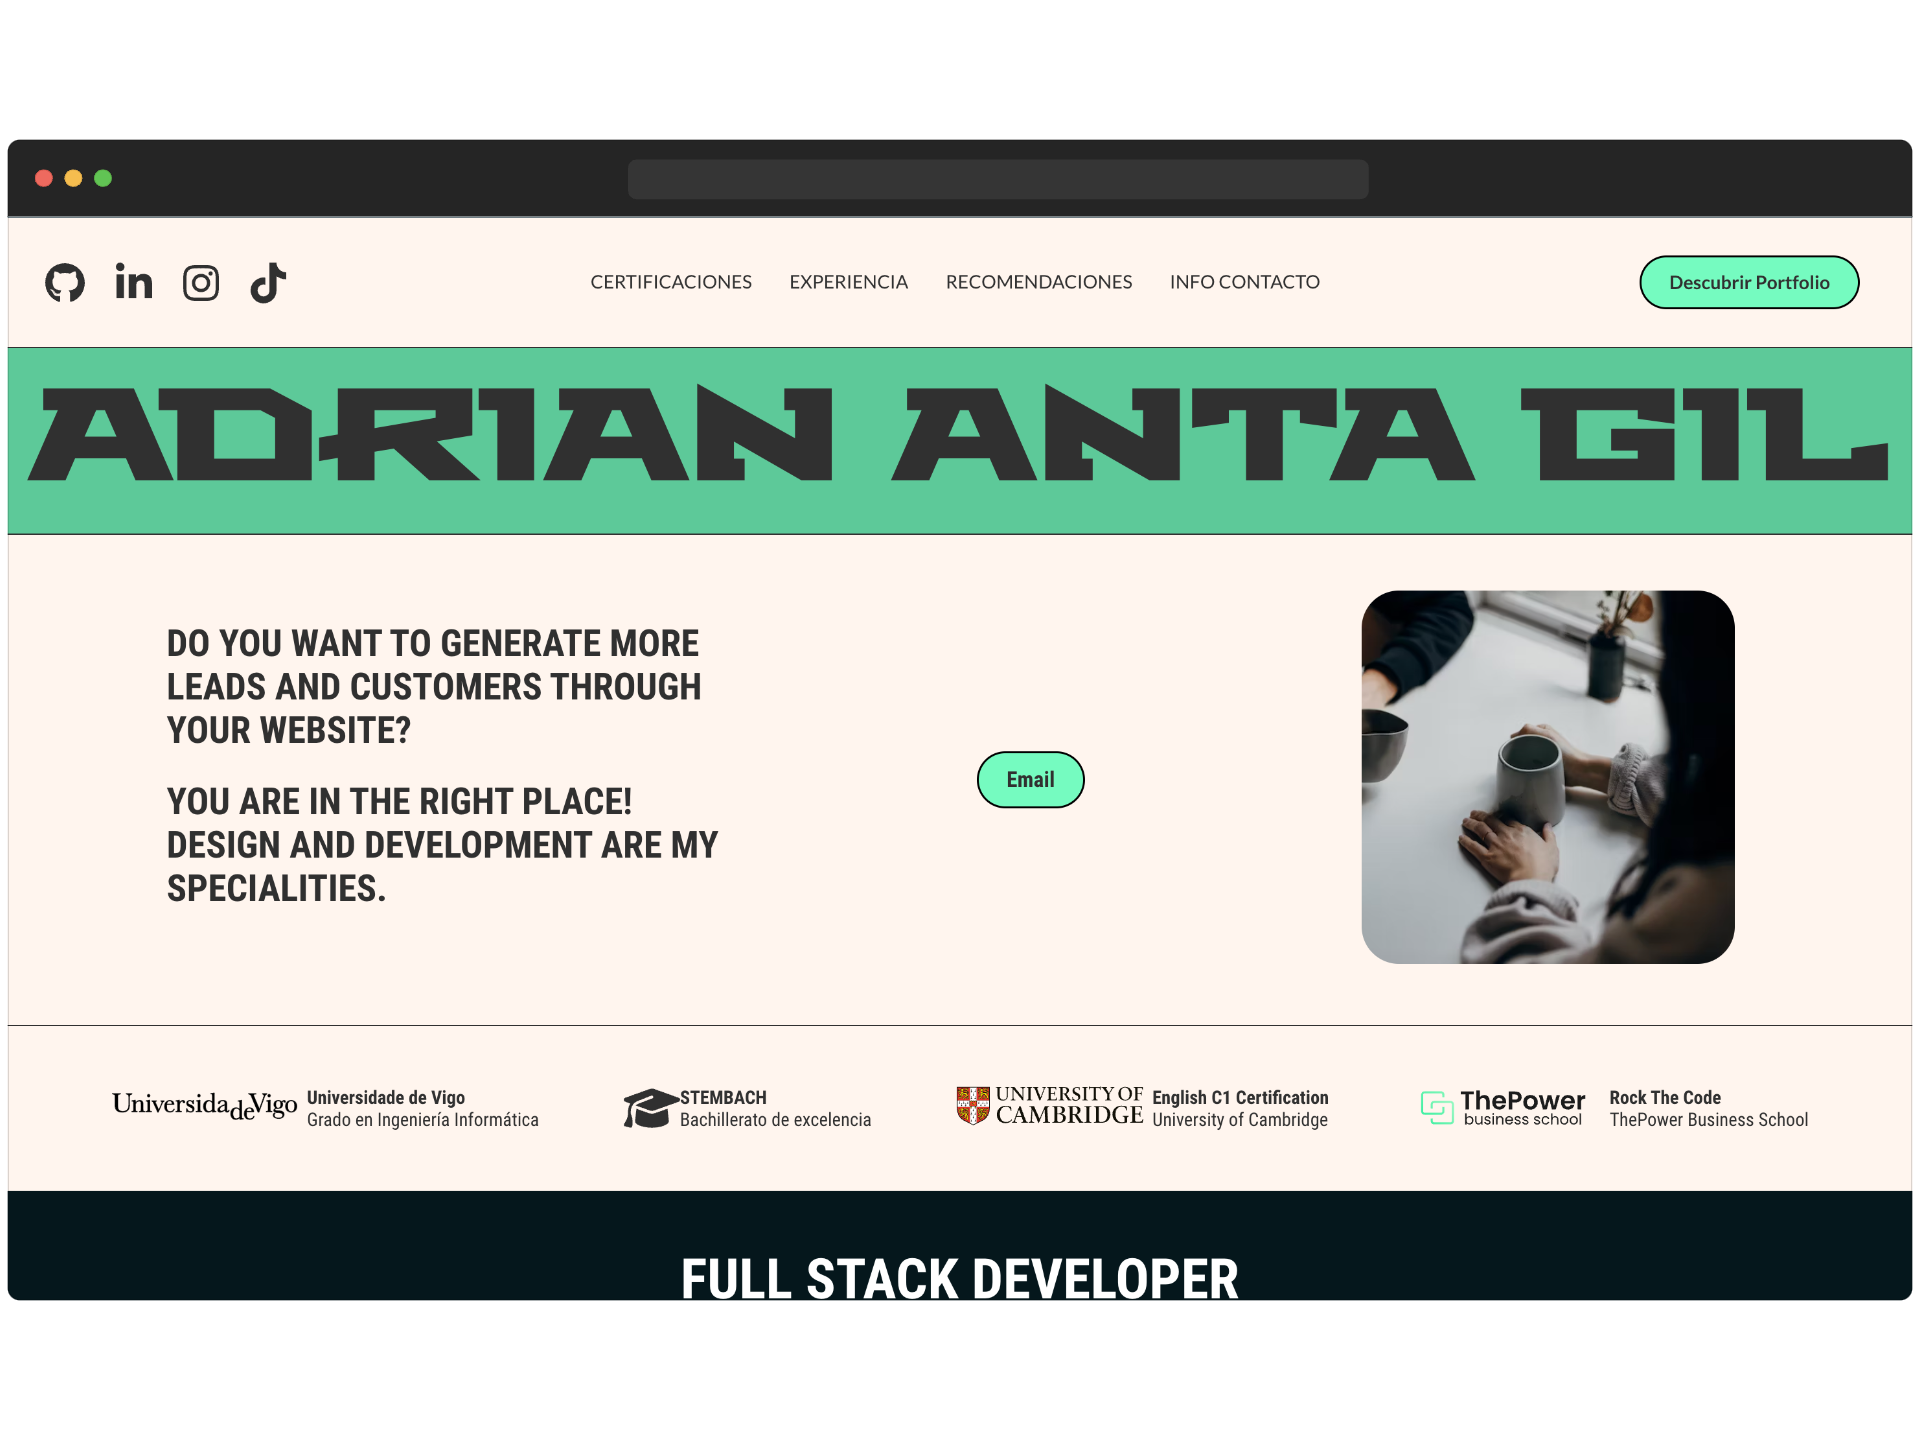 CERTIFICACIONES
EXPERIENCIA
RECOMENDACIONES
INFO CONTACTO
Descubrir Portfolio
ADRIAN ANTA GIL
DO YOU WANT TO GENERATE MORE
LEADS AND CUSTOMERS THROUGH
YOUR WEBSITE?
YOU ARE IN THE RIGHT PLACE!
DESIGN AND DEVELOPMENT ARE MY
SPECIALITIES.
Email
UniversidadeVigo
Universidade de Vigo
Grado en Ingeniería Informática
STEMBACH
Bachillerato de excelencia
UNIVERSITY OF
CAMBRIDGE
English C1 Certification
University of Cambridge
ThePower
business school
Rock The Code
ThePower Business School
FULL STACK DEVELOPER